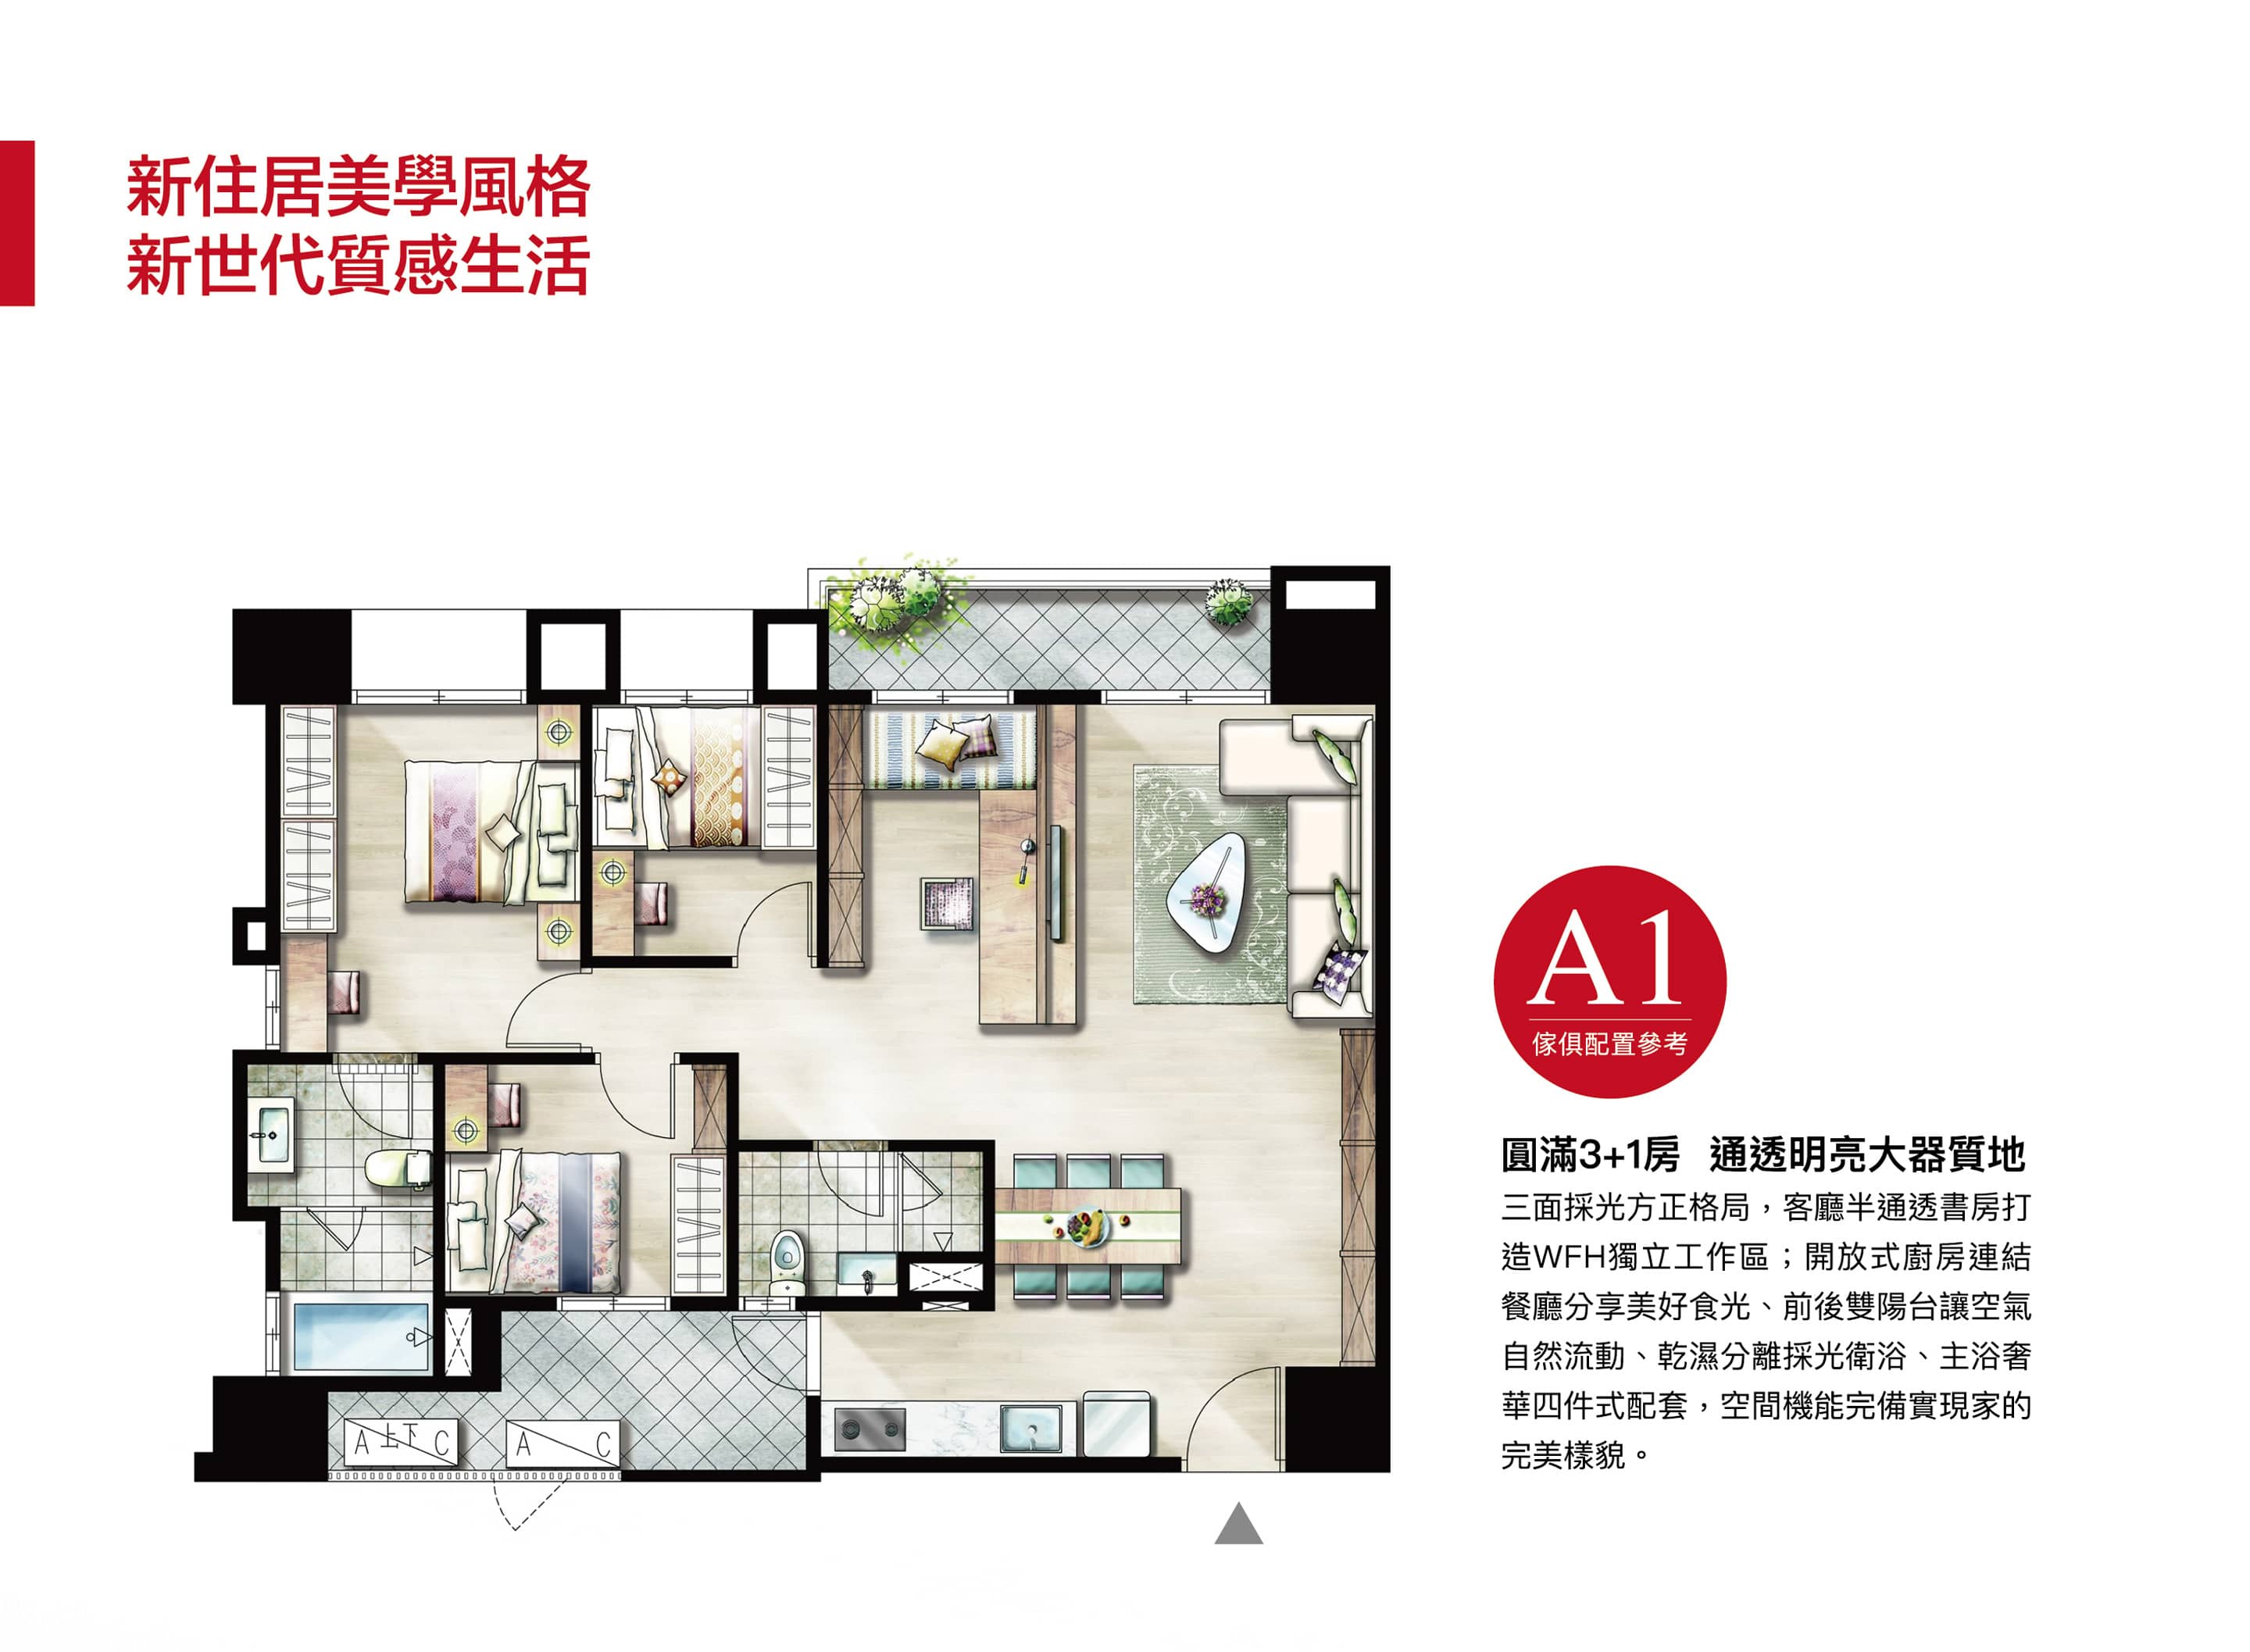 新住居美學風格
新世代質感生活
A1
傢俱配置參考
圓滿3+1房 通透明亮大器質地
三面採光方正格局，客廳半通透書房打
造WFH獨立工作區；開放式廚房連結
餐廳分享美好食光、前後雙陽台讓空氣
自然流動、乾濕分離採光衛浴、主浴奢
華四件式配套，空間機能完備實現家的
完美樣貌。
A 上下 C
A C